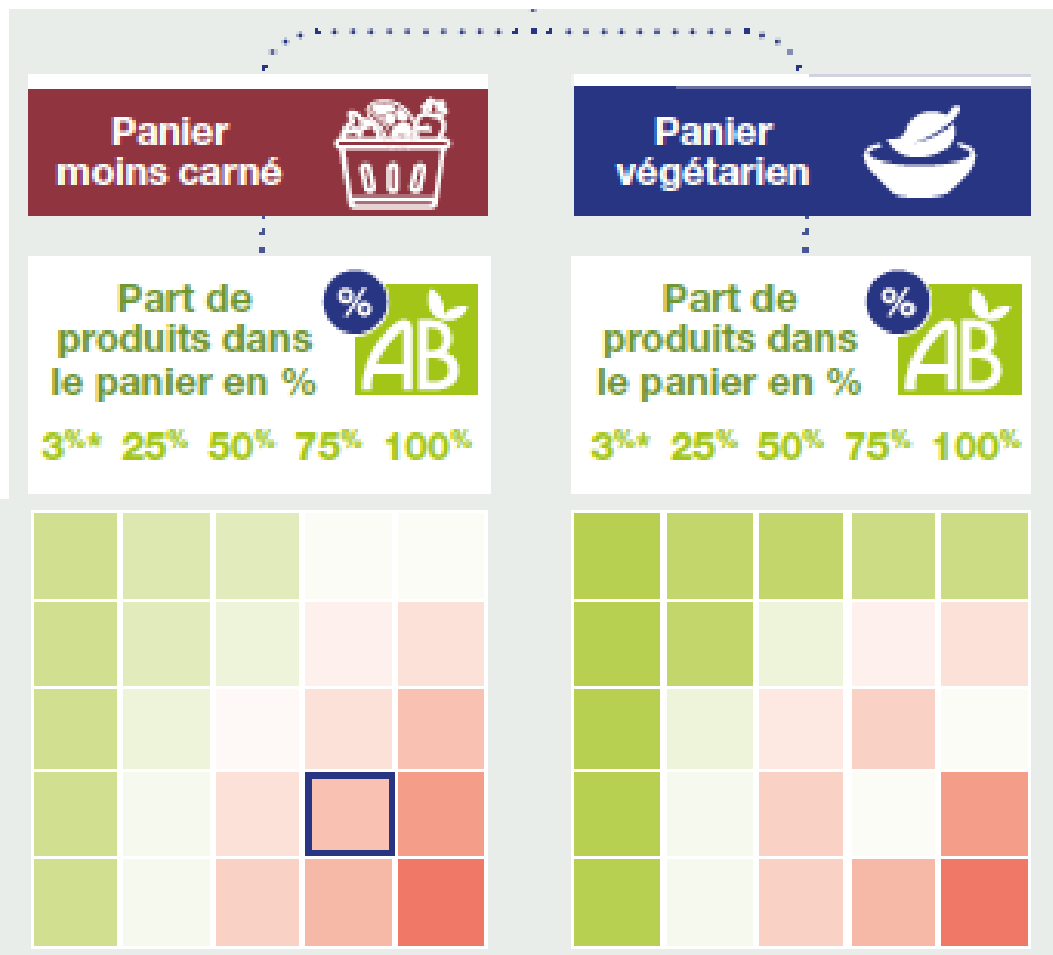 Panier
moins carné
Part de
produits dans
le panier en %
%
AB
3%* 25% 50% 75% 100%
Panier
végétarien
Part de
produits dans
le panier en %
%
AB
3%* 25% 50% 75% 100%